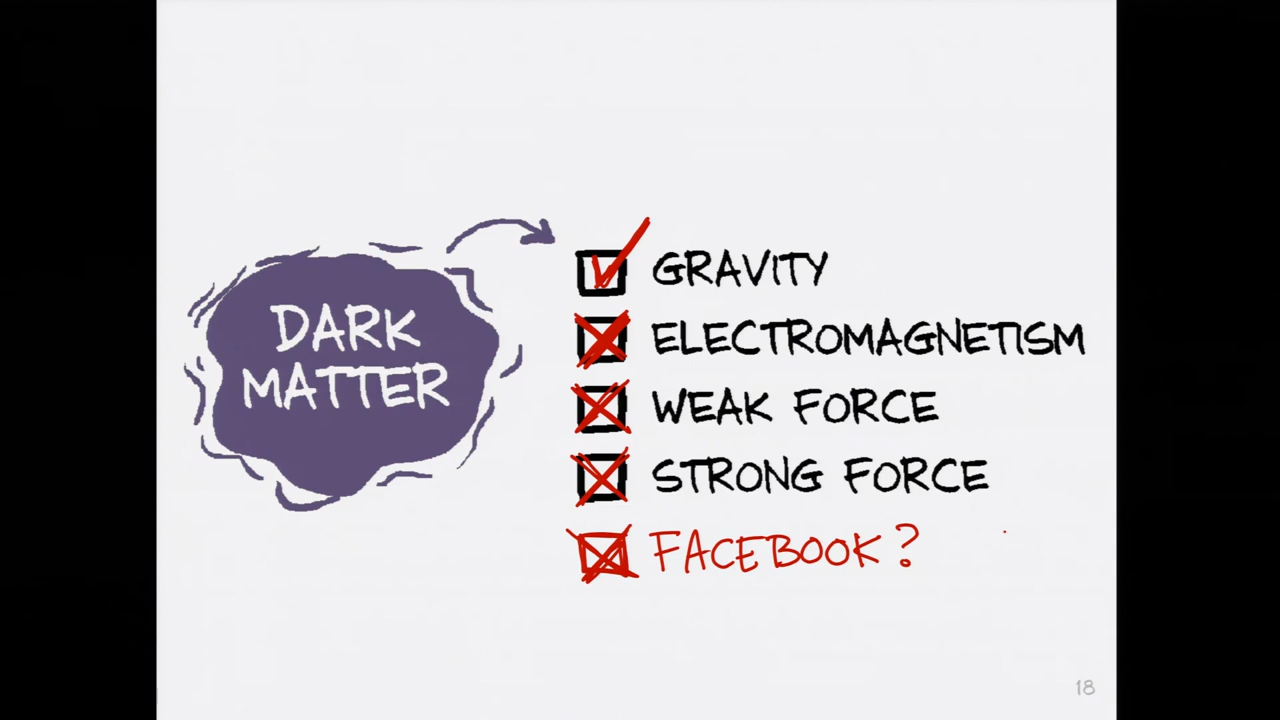 DARK
MATTER
GRAVITY
ELECTROMAGNETISM
WEAK FORCE
STRONG FORCE
FACEBOOK?
18